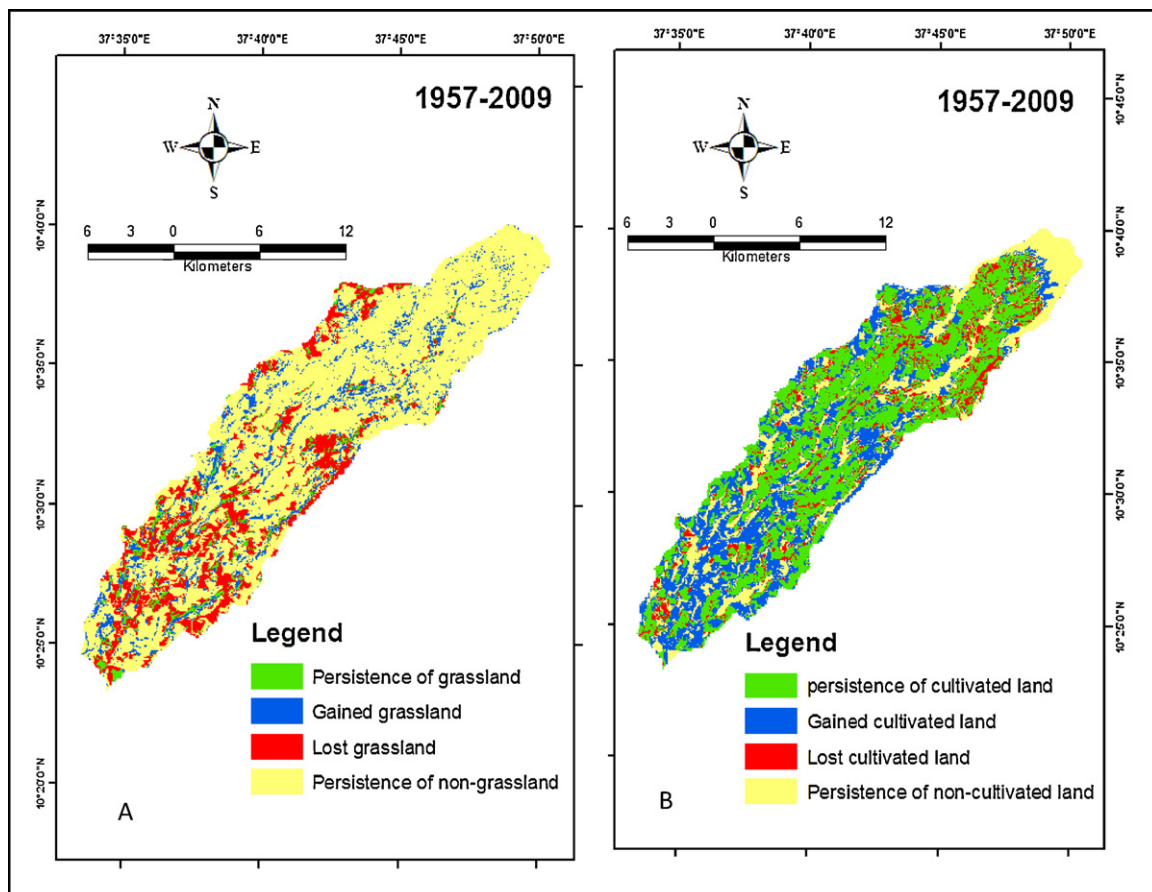 37°35'0"E 37°40'0"E 37°45'0"E 37°50'0"E
1957-2009
N
W E
S
6 0 6 12
Kilometers
10°40'0"N
10°35'0"N
10°30'0"N
10°25'0"N
10°20'0"N
Legend
Persistence of grassland
Gained grassland
Lost grassland
Persistence of non-grassland
A
37°35'0"E 37°40'0"E 37°45'0"E 37°50'0"E
1957-2009
N
W E
S
6 0 6 12
Kilometers
10°45'0"N
10°40'0"N
10°35'0"N
10°30'0"N
10°25'0"N
Legend
persistence of cultivated land
Gained cultivated land
Lost cultivated land
Persistence of non-cultivated land
B